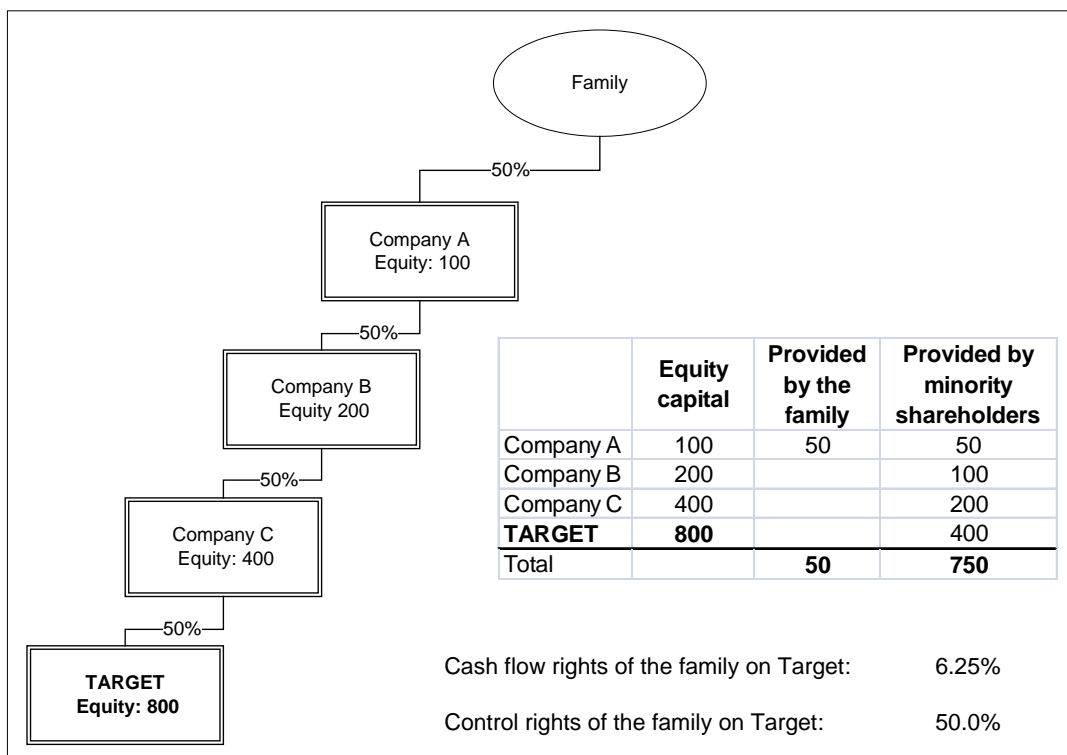 Family
50%
Company A
Equity: 100
50%
Company B
Equity 200
50%
Company C
Equity: 400
50%
TARGET
Equity: 800
Equity
capital
Provided
by the
family
Provided by
minority
shareholders
Company A 100 50 50
Company B 200 100
Company C 400 200
TARGET 800 400
Total 50 750
Cash flow rights of the family on Target: 6.25%
Control rights of the family on Target: 50.0%